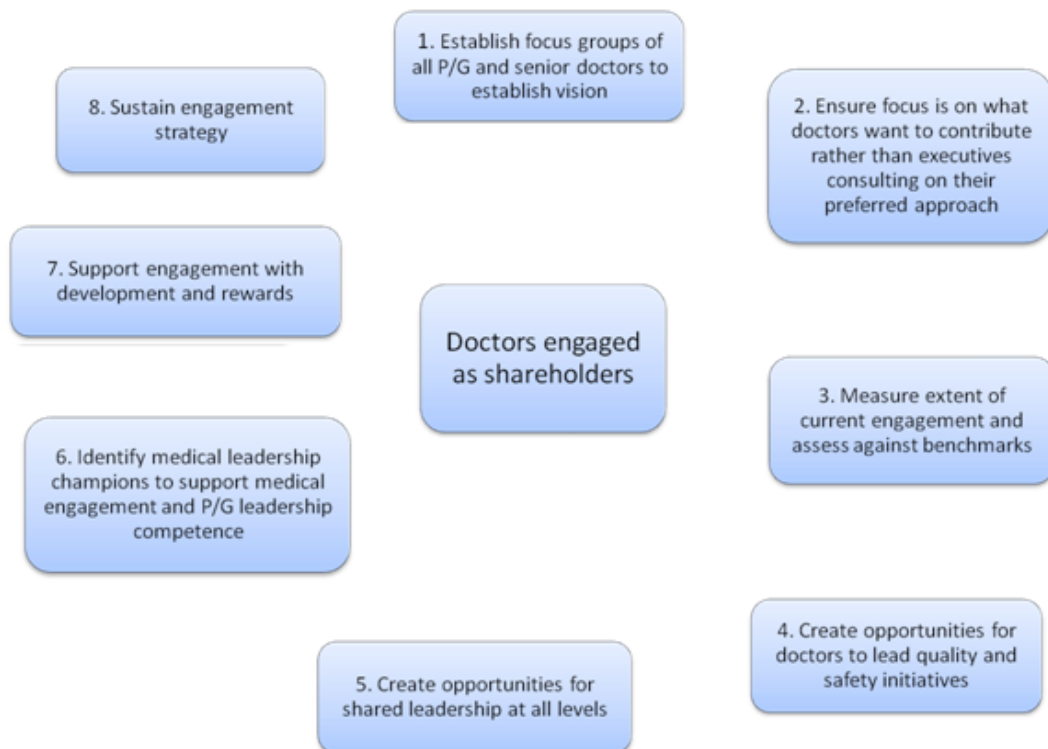 1. Establish focus groups of
all P/G and senior doctors to
establish vision
2. Ensure focus is on what
doctors want to contribute
rather than executives
consulting on their
preferred approach
3. Measure extent of
current engagement and
assess against benchmarks
4. Create opportunities for
doctors to lead quality and
safety initiatives
5. Create opportunities for
shared leadership at all levels
6. Identify medical leadership
champions to support medical
engagement and P/G leadership
competence
7. Support engagement with
development and rewards
8. Sustain engagement
strategy
Doctors engaged
as shareholders